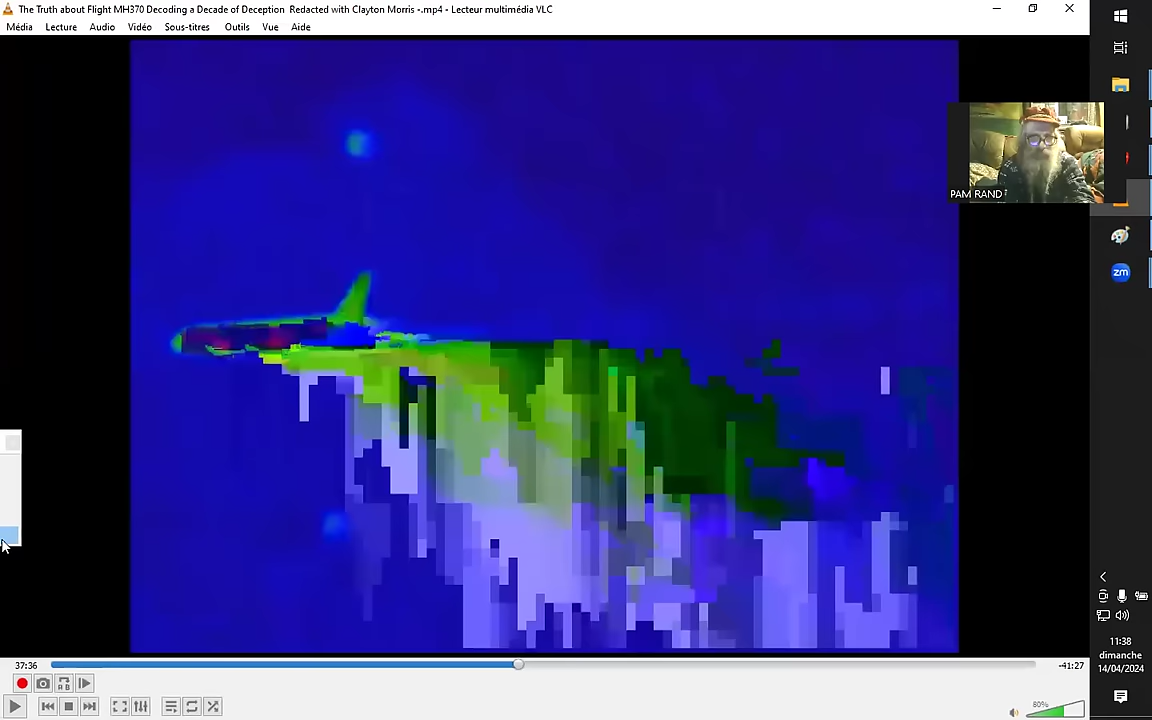 The Truth about Flight MH370 Decoding a Decade of Deception  Redacted with Clayton Morris -.mp4 - Lecteur multimédia VLC
Média Lecture Audio Vidéo Sous-titres Outils Vue Aide
PAM RAND
zm
11:38
dimanche
14/04/2024
37:36
-41:27
80%